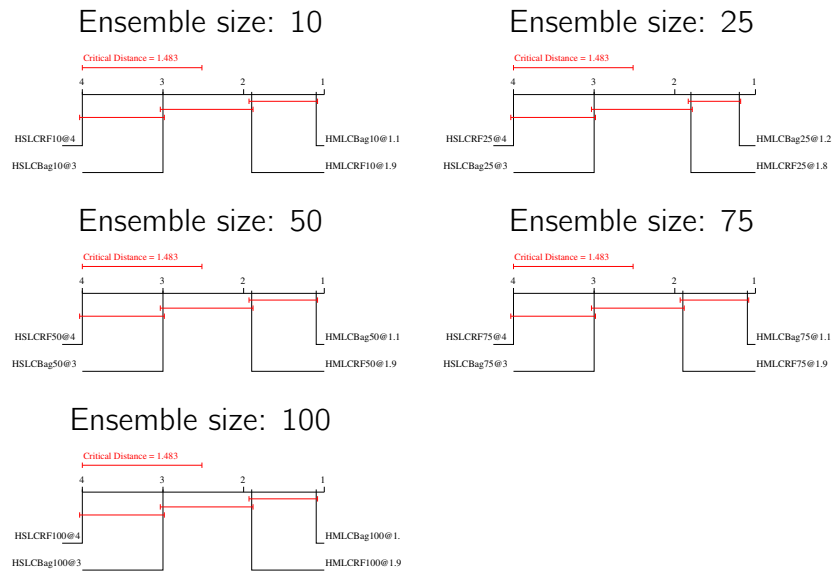 Ensemble size: 10
Critical Distance = 1.483
4 3 2 1
HSLCRF10@4
HSLCBag10@3
HMLCBag10@1.1
HMLCRF10@1.9
Ensemble size: 25
Critical Distance = 1.483
4 3 2 1
HSLCRF25@4
HSLCBag25@3
HMLCBag25@1.2
HMLCRF25@1.8
Ensemble size: 50
Critical Distance = 1.483
4 3 2 1
HSLCRF50@4
HSLCBag50@3
HMLCBag50@1.1
HMLCRF50@1.9
Ensemble size: 75
Critical Distance = 1.483
4 3 2 1
HSLCRF75@4
HSLCBag75@3
HMLCBag75@1.1
HMLCRF75@1.9
Ensemble size: 100
Critical Distance = 1.483
4 3 2 1
HSLCRF100@4
HSLCBag100@3
HMLCBag100@1.
HMLCRF100@1.9